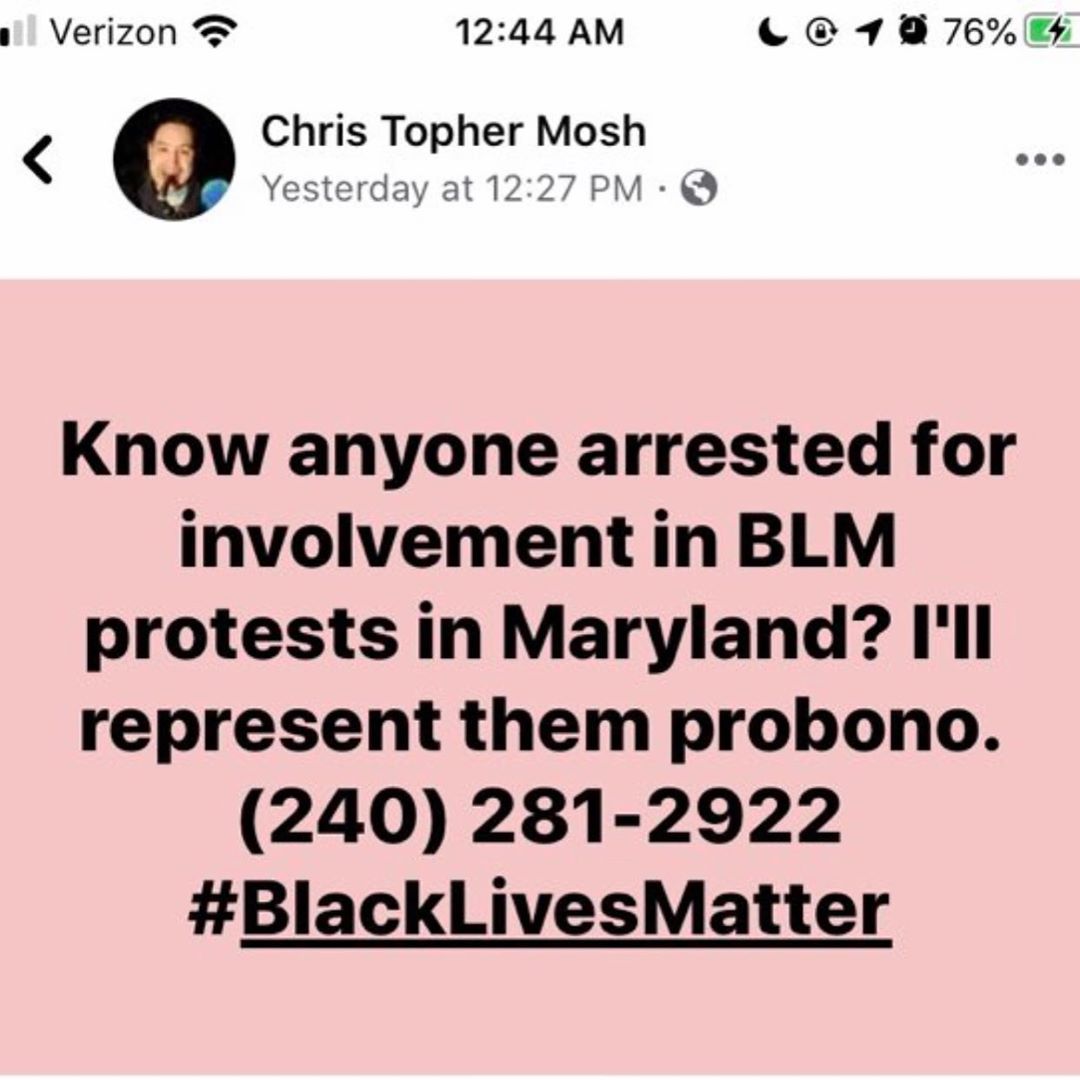 Verizon 12:44 AM 76%
Chris Topher Mosh
Yesterday at 12:27 PM ·
Know anyone arrested for
involvement in BLM
protests in Maryland? I'll
represent them probono.
(240) 281-2922
#BlackLivesMatter